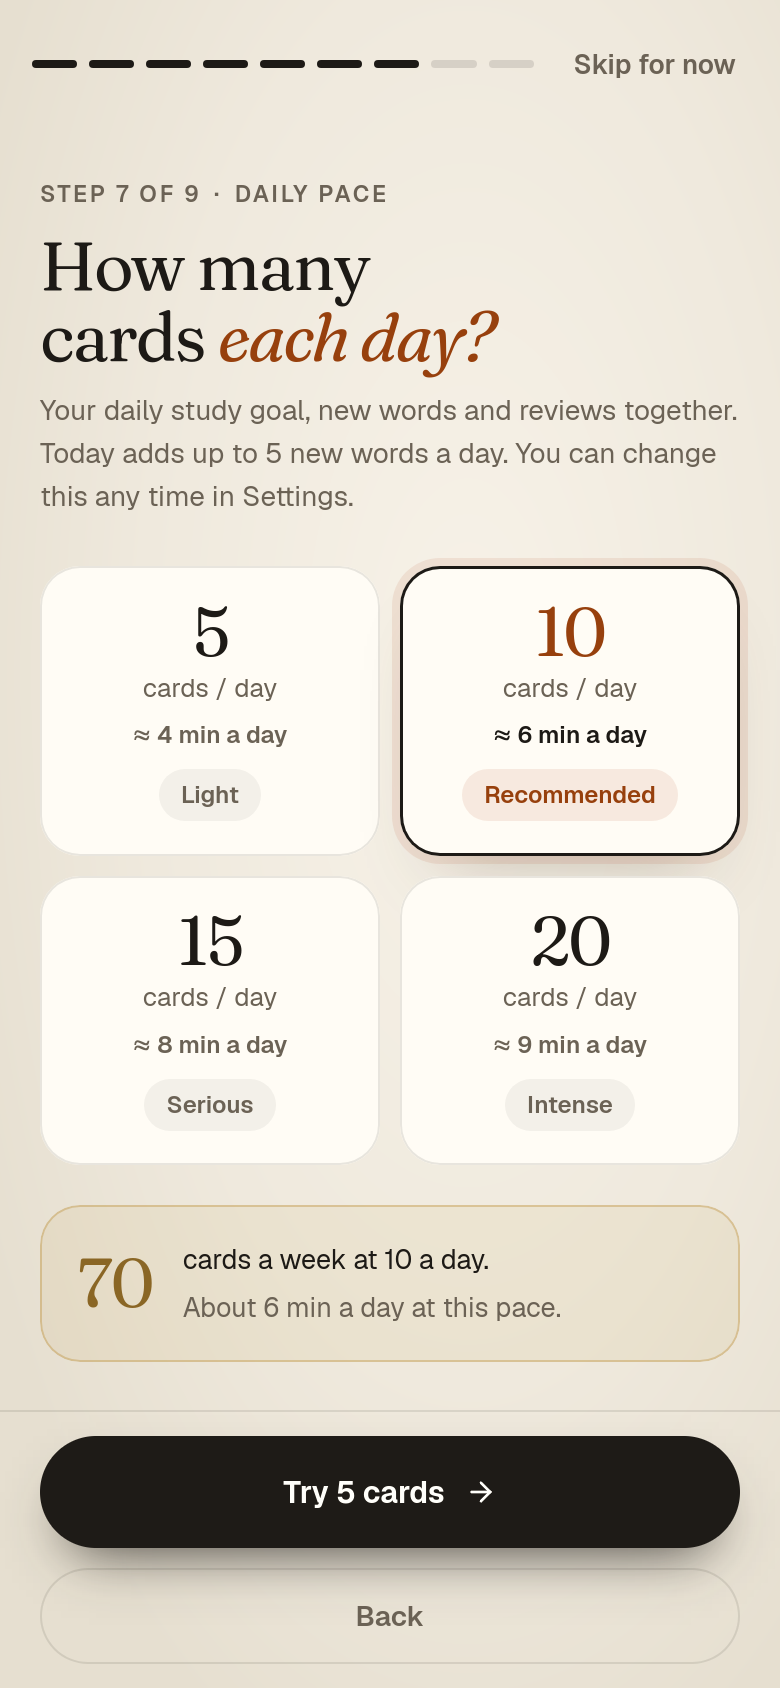 Skip for now
STEP 7 OF 9 · DAILY PACE
How many
cards each day?
Your daily study goal, new words and reviews together.
Today adds up to 5 new words a day. You can change
this any time in Settings.
5
cards / day
≈ 4 min a day
Light
10
cards / day
≈ 6 min a day
Recommended
15
cards / day
≈ 8 min a day
Serious
20
cards / day
≈ 9 min a day
Intense
70
cards a week at 10 a day.
About 6 min a day at this pace.
Try 5 cards →
Back